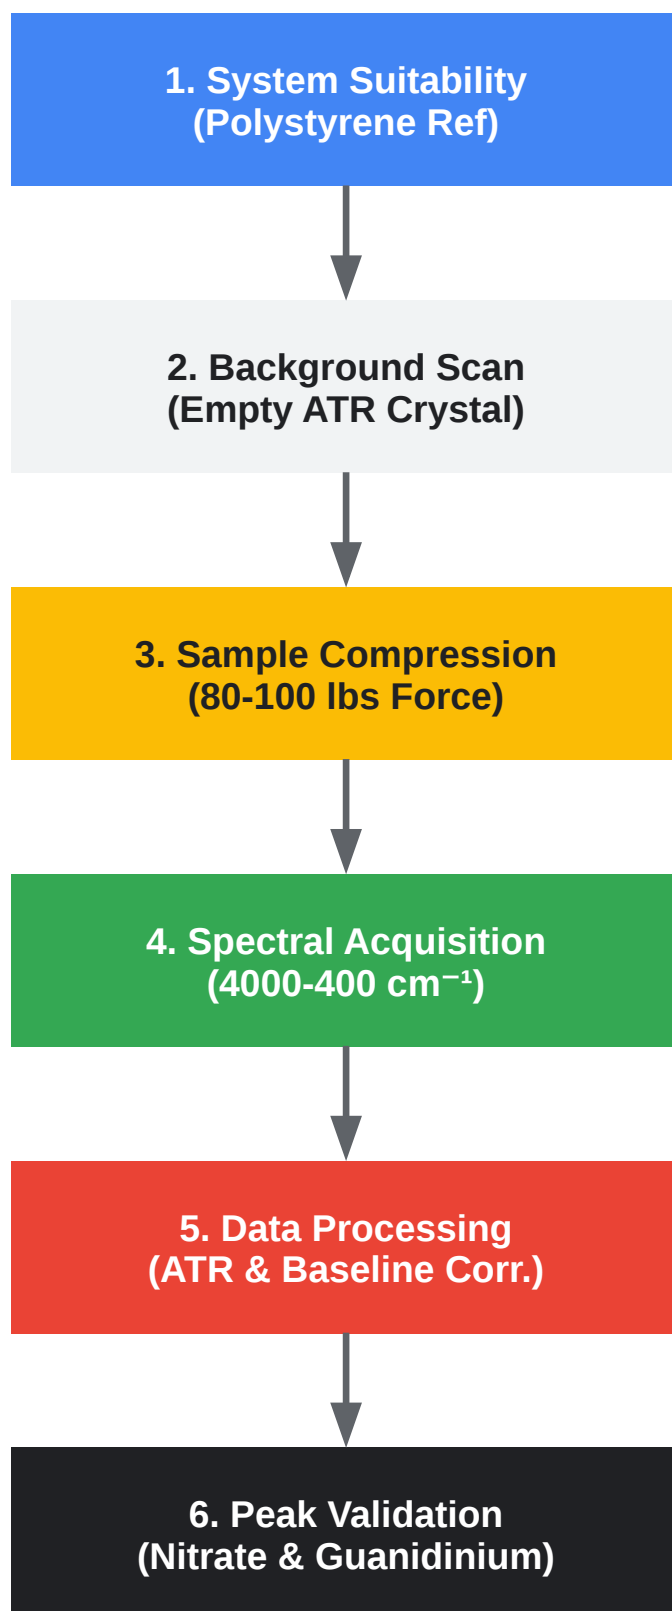 1. System Suitability
(Polystyrene Ref)
2. Background Scan
(Empty ATR Crystal)
3. Sample Compression
(80-100 lbs Force)
4. Spectral Acquisition
(4000-400 cm⁻¹)
5. Data Processing
(ATR & Baseline Corr.)
6. Peak Validation
(Nitrate & Guanidinium)